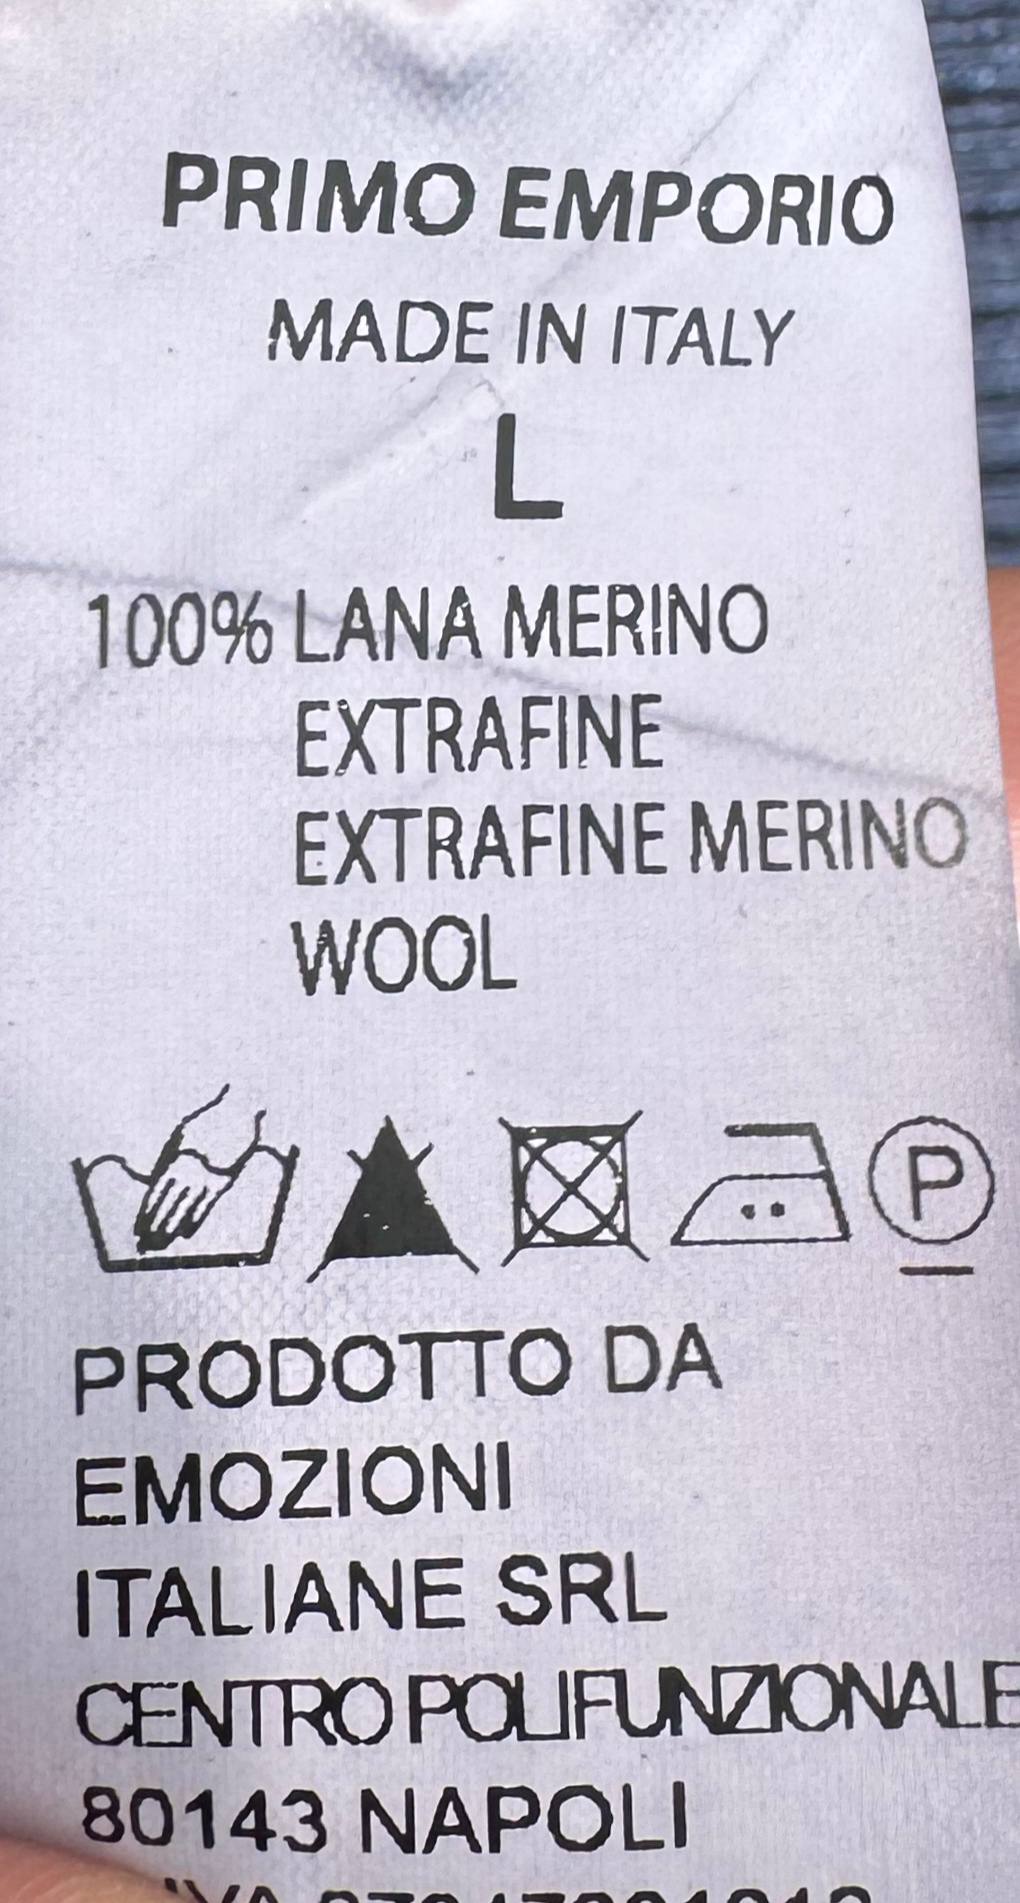 PRIMO EMPORIO
MADE IN ITALY
L
100% LANA MERINO
EXTRAFINE
EXTRAFINE MERINO
WOOL
P
PRODOTTO DA
EMOZIONI
ITALIANE SRL
CENTRO POLIFUNZIONALE
80143 NAPOLI